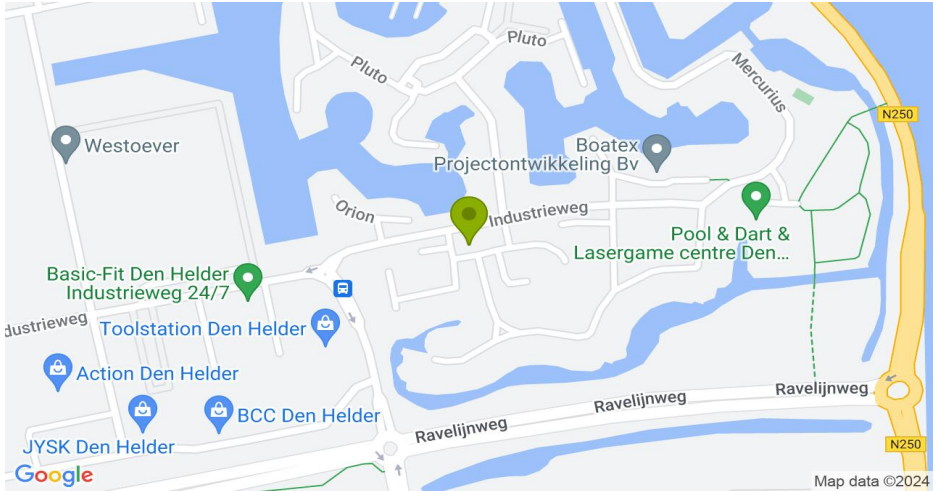 Pluto
Pluto
Mercurius
N250
Westoever
Boatex
Projectontwikkeling Bv
Orion
Industrieweg
Pool & Dart &
Lasergame centre Den...
Basic-Fit Den Helder
Industrieweg 24/7
dustrieweg
Toolstation Den Helder
Action Den Helder
Ravelijnweg
Ravelijnweg
Ravelijnweg
BCC Den Helder
JYSK Den Helder
N250
Google
Map data ©2024